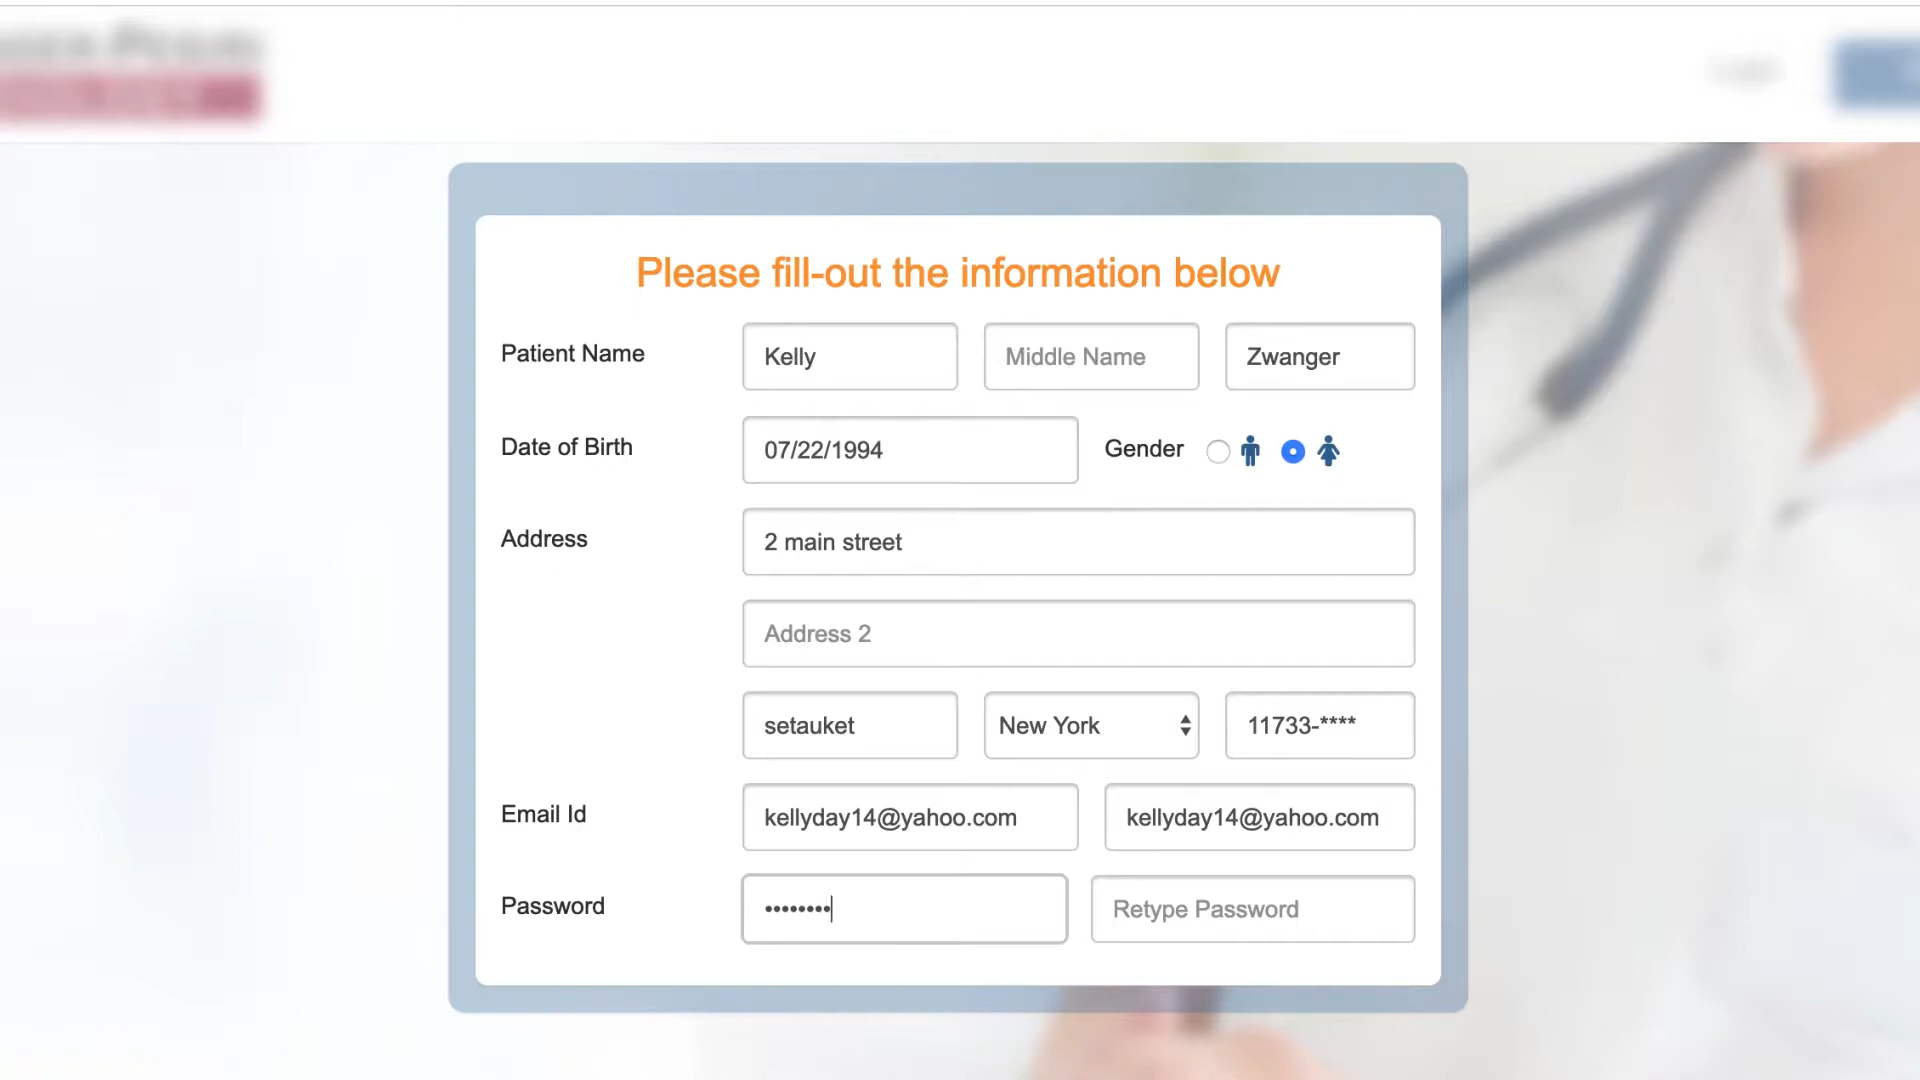 Please fill-out the information below
Patient Name Kelly Middle Name Zwanger
Date of Birth 07/22/1994 Gender
Address 2 main street
Address 2
setauket New York 11733-****
Email Id kellyday14@yahoo.com kellyday14@yahoo.com
Password •••••••• Retype Password